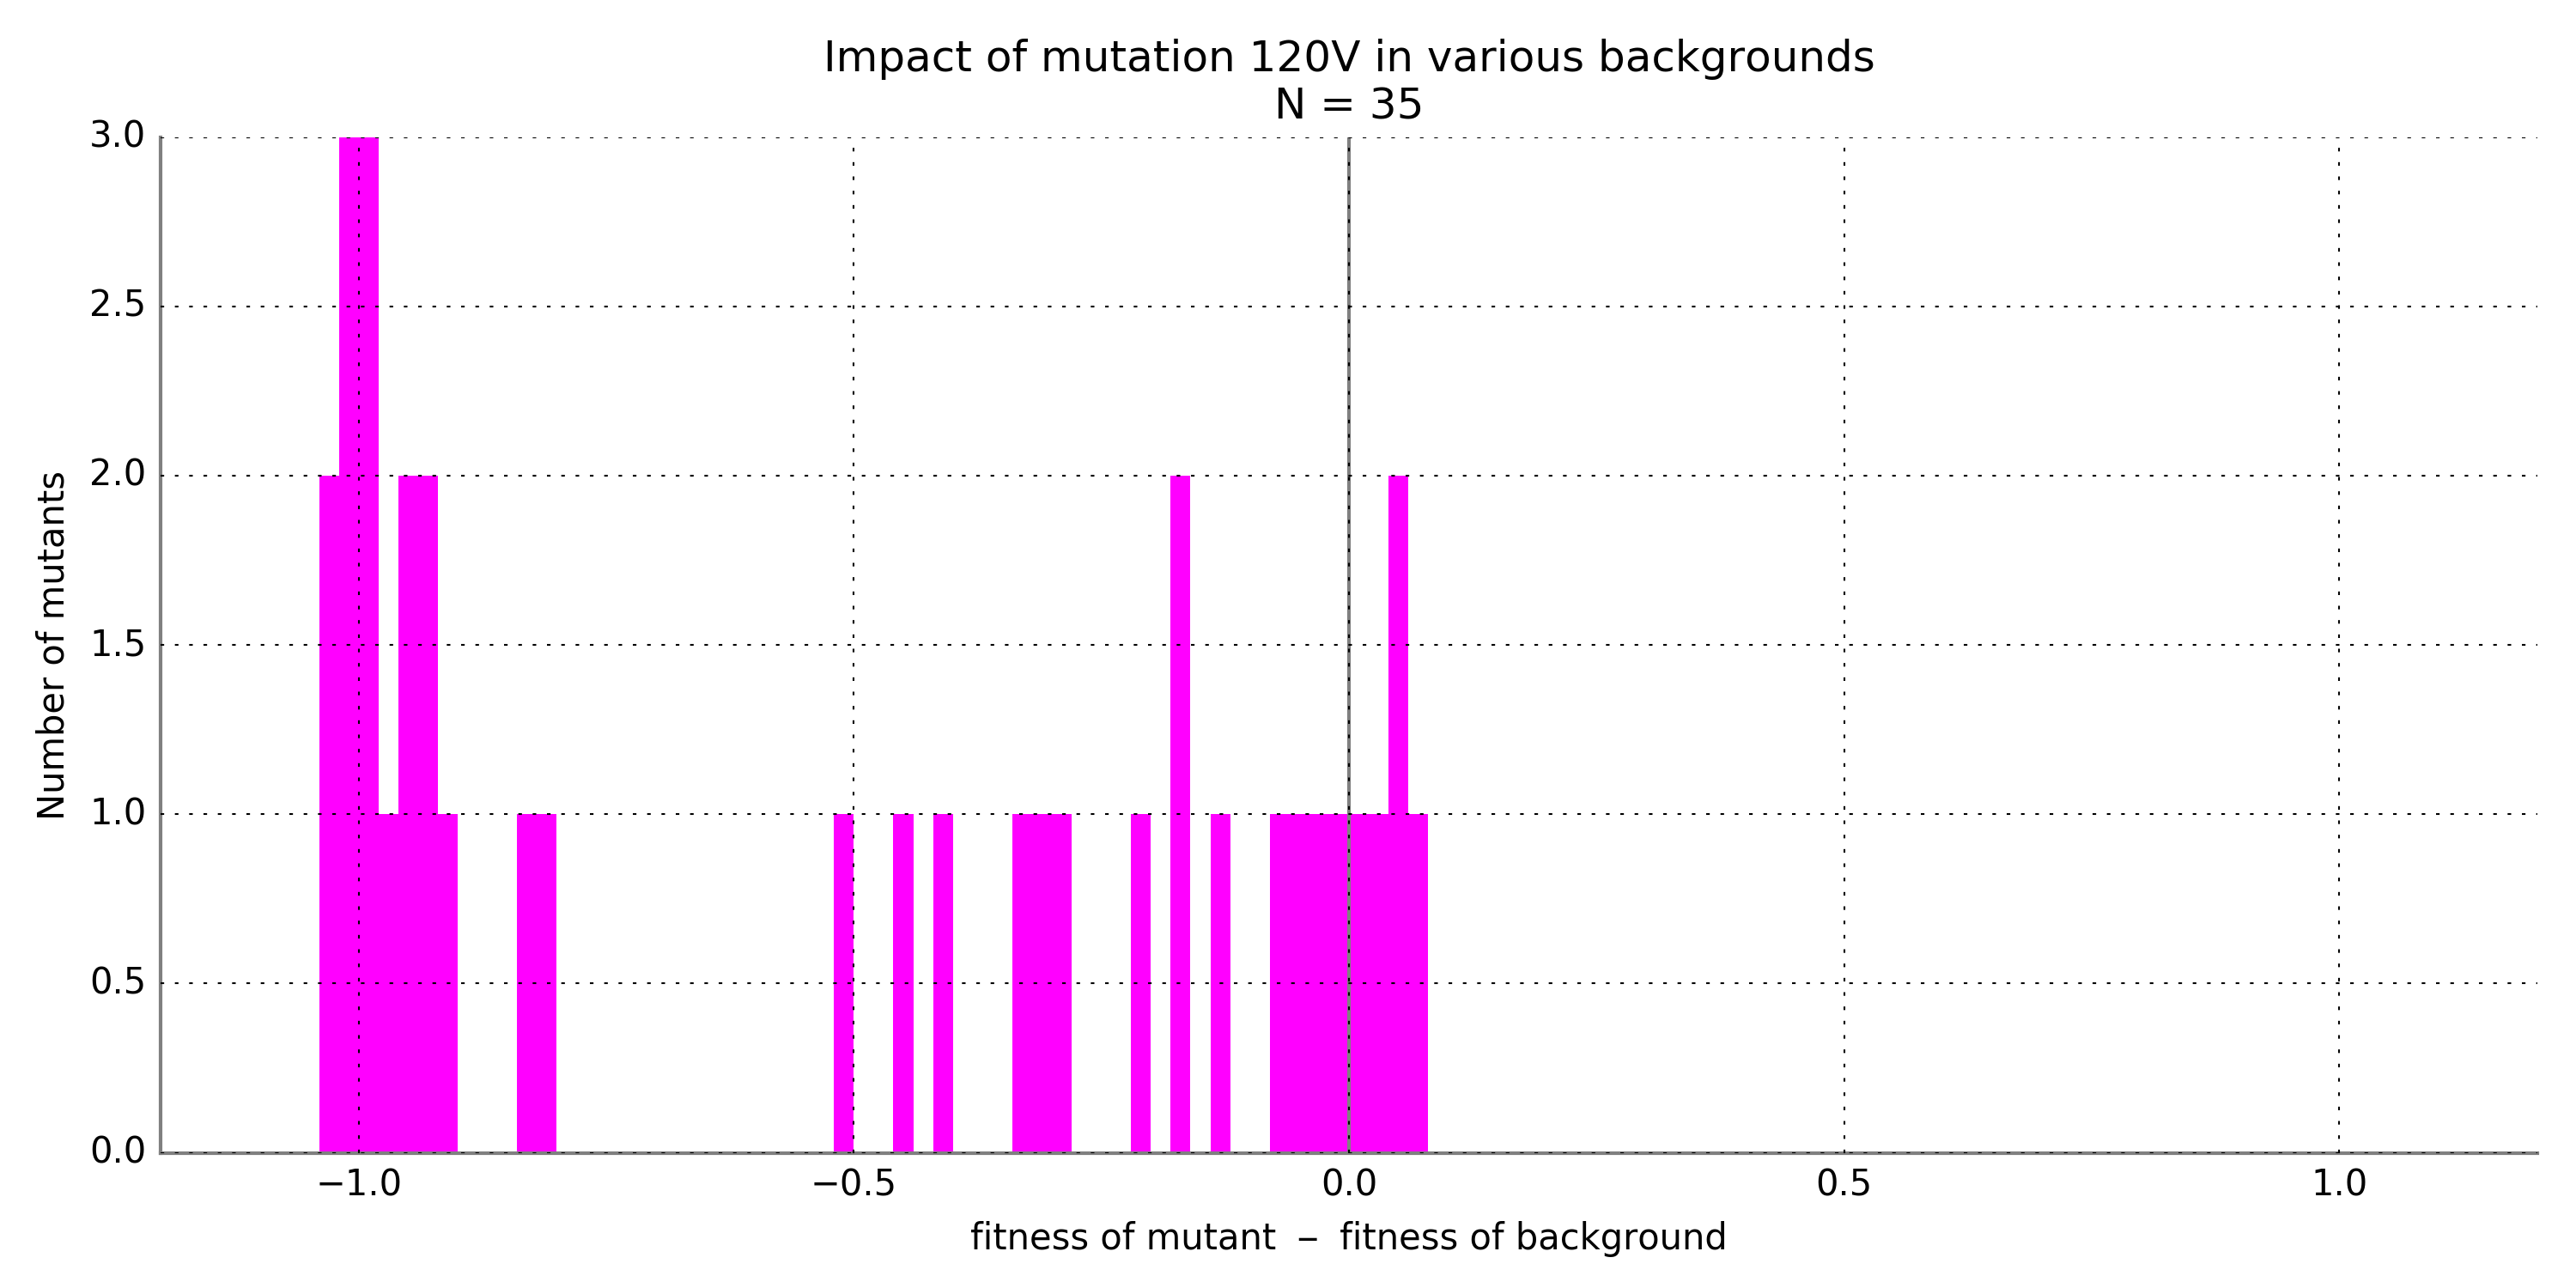 Impact of mutation 120V in various backgrounds
N = 35
3.0
2.5
2.0
1.5
1.0
0.5
0.0
Number of mutants
−1.0 −0.5 0.0 0.5 1.0
fitness of mutant − fitness of background